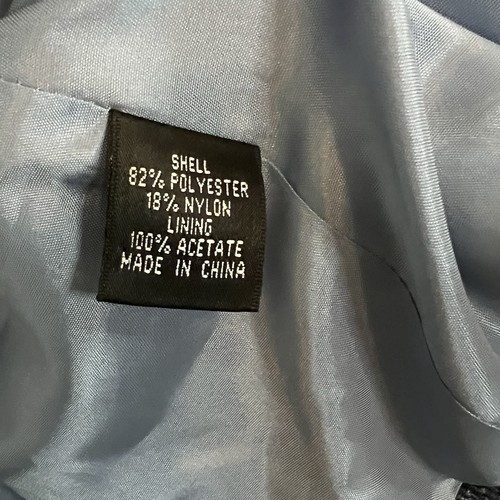 SHELL
82% POLYESTER
18% NYLON
LINING
100% ACETATE
MADE IN CHINA